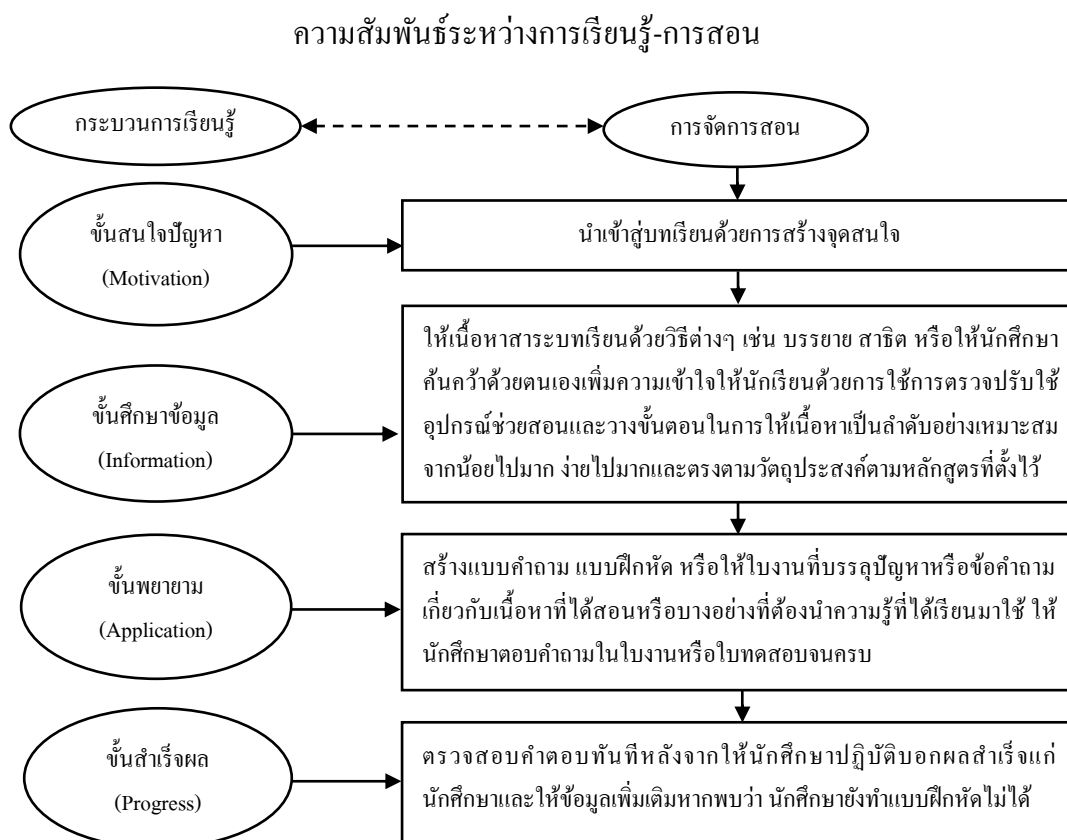 ความสัมพันธ์ระหว่างการเรียนรู้-การสอน
กระบวนการเรียนรู้
การจัดการสอน
ขั้นสนใจปัญหา
(Motivation)
นำเข้าสู่บทเรียนด้วยการสร้างจุดสนใจ
ขั้นศึกษาข้อมูล
(Information)
ให้เนื้อหาสาระบทเรียนด้วยวิธีต่างๆ เช่น บรรยาย สาธิต หรือให้นักศึกษา
ค้นคว้าด้วยตนเองเพิ่มความเข้าใจให้นักเรียนด้วยการใช้การตรวจปรับใช้
อุปกรณ์ช่วยสอนและวางขั้นตอนในการให้เนื้อหาเป็นลำดับอย่างเหมาะสม
จากน้อยไปมาก ง่ายไปมากและตรงตามวัตถุประสงค์ตามหลักสูตรที่ตั้งไว้
ขั้นพยายาม
(Application)
สร้างแบบคำถาม แบบฝึกหัด หรือให้ใบงานที่บรรลุปัญหาหรือข้อคำถาม
เกี่ยวกับเนื้อหาที่ได้สอนหรือบางอย่างที่ต้องนำความรู้ที่ได้เรียนมาใช้ ให้
นักศึกษาตอบคำถามในใบงานหรือใบทดสอบจนครบ
ขั้นสำเร็จผล
(Progress)
ตรวจสอบคำตอบทันทีหลังจากให้นักศึกษาปฏิบัติบอกผลสำเร็จแก่
นักศึกษาและให้ข้อมูลเพิ่มเติมหากพบว่า นักศึกษายังทำแบบฝึกหัดไม่ได้